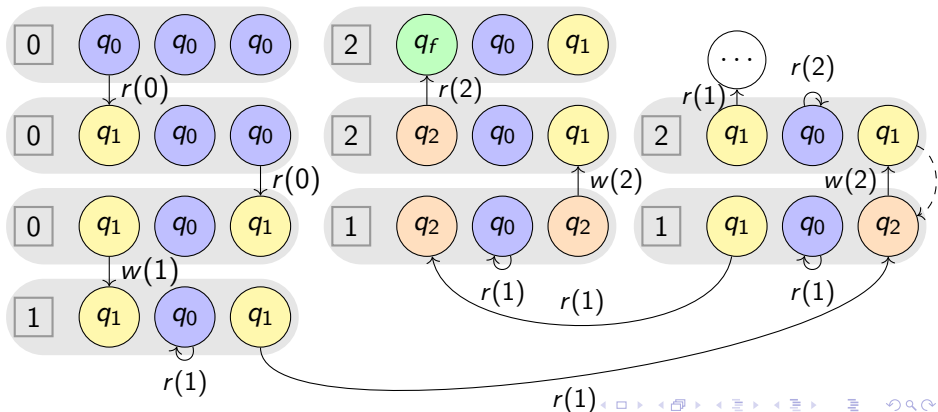 0 q₀ q₀ q₀
r(0)
0 q₁ q₀ q₀
r(0)
0 q₁ q₀ q₁
w(1)
1 q₁ q₀ q₁
r(1)
r(1)
2 q_f q₀ q₁
r(2)
2 q₂ q₀ q₁
w(2)
1 q₂ q₀ q₂
r(1)
r(1)
⋯
r(1) r(2)
2 q₁ q₀ q₁
w(2)
1 q₁ q₀ q₂
r(1)